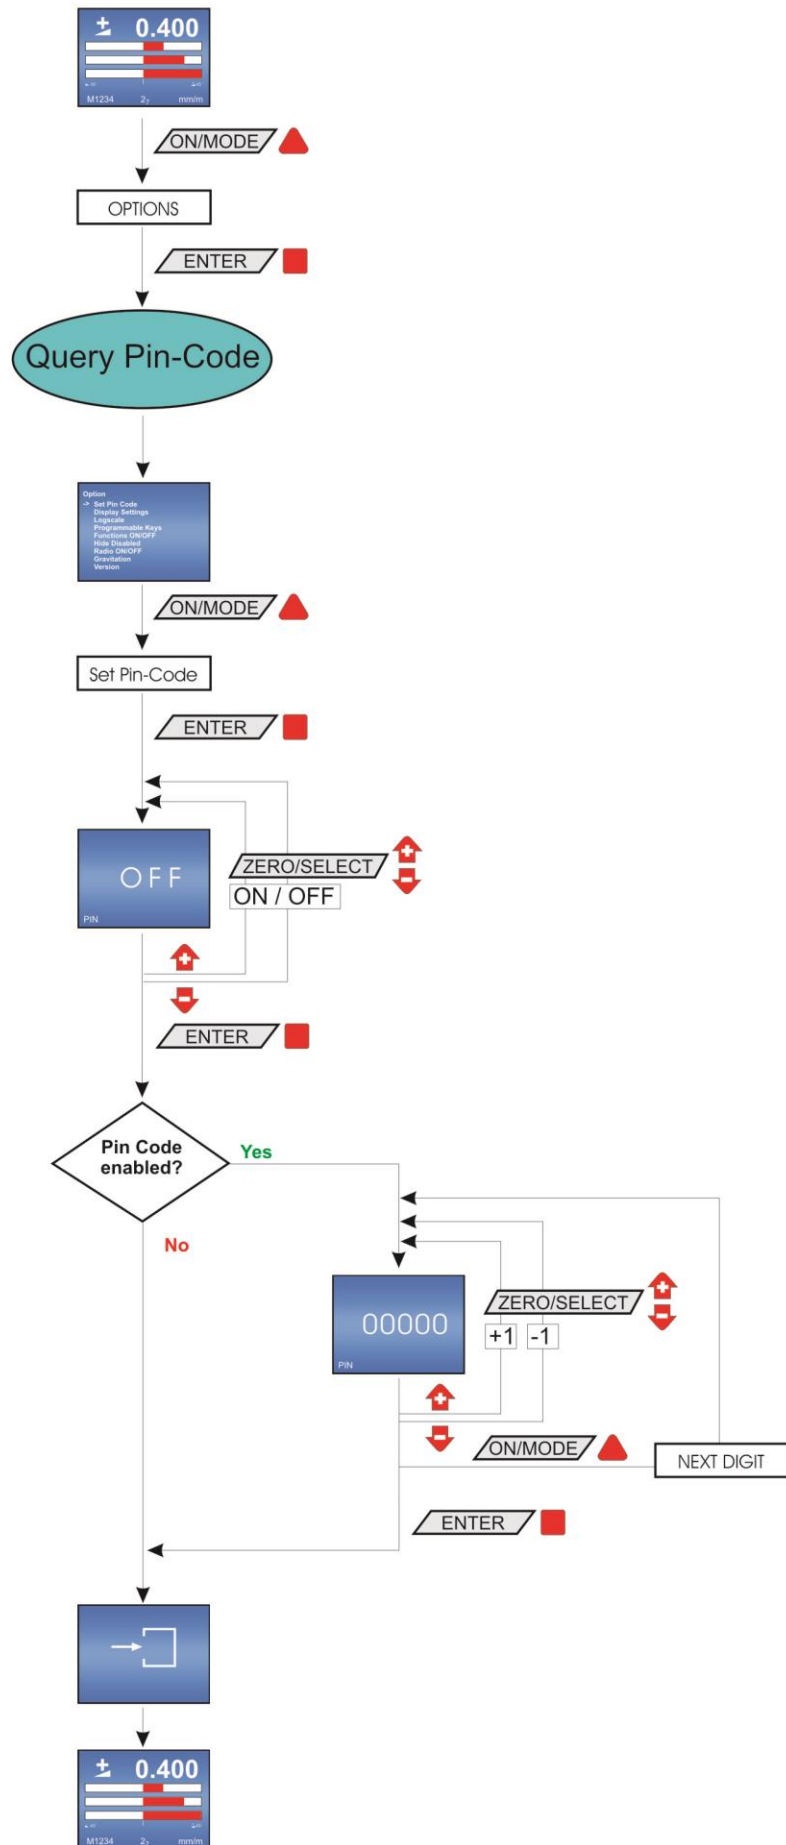 ± 0.400
M1234 2₇ mm/m
ON/MODE
OPTIONS
ENTER
Query Pin-Code
Option
-> Set Pin Code
Display Settings
Logscale
Programmable Keys
Functions ON/OFF
Hide Disabled
Radio ON/OFF
Gravitation
Version
ON/MODE
Set Pin-Code
ENTER
OFF
PIN
ZERO/SELECT
ON / OFF
ENTER
Pin Code
enabled?
Yes
No
00000
PIN
ZERO/SELECT
+1 -1
ON/MODE
NEXT DIGIT
ENTER
± 0.400
M1234 2₇ mm/m